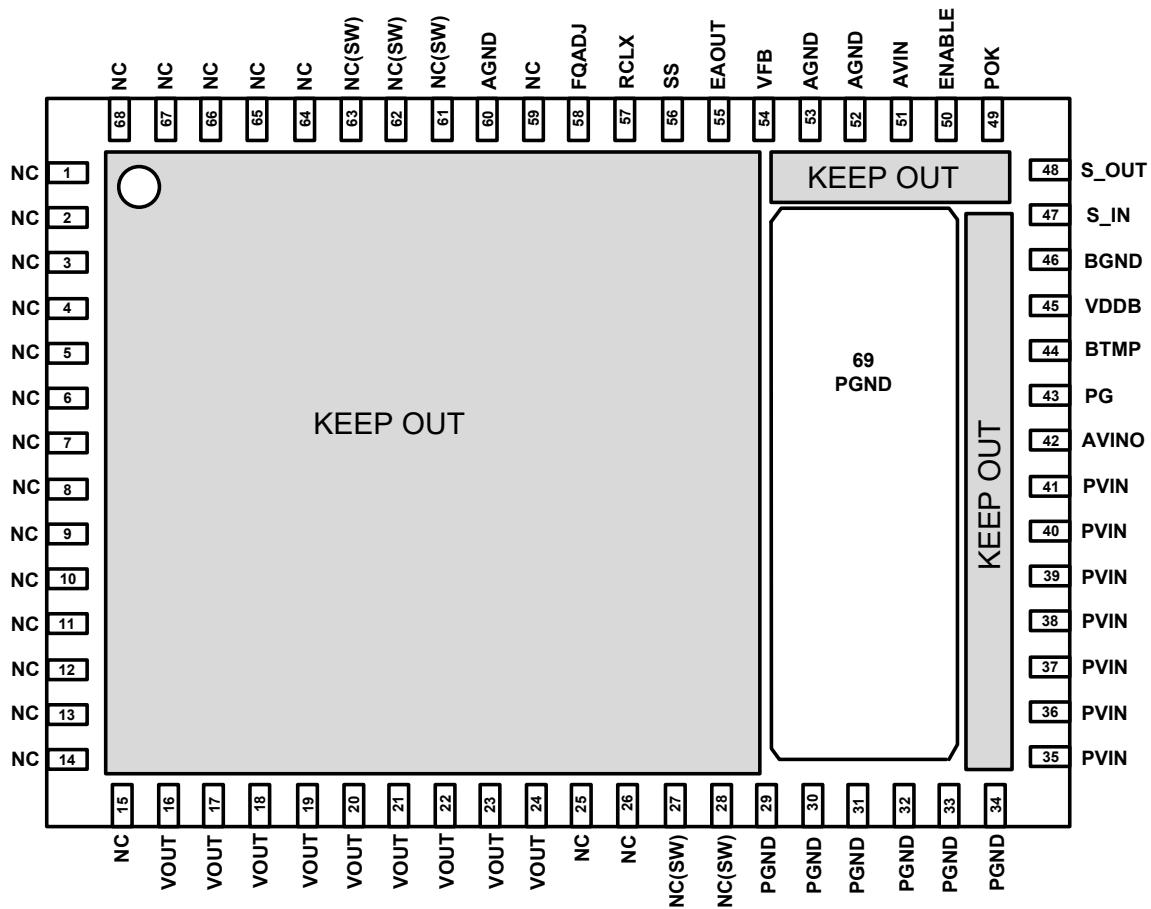 NC
NC
NC
NC
NC
NC(SW)
NC(SW)
NC(SW)
AGND
NC
FQADJ
RCLX
SS
EAOUT
VFB
AGND
AGND
AVIN
ENABLE
POK
68
67
66
65
64
63
62
61
60
59
58
57
56
55
54
53
52
51
50
49
NC 1
NC 2
NC 3
NC 4
NC 5
NC 6
NC 7
NC 8
NC 9
NC 10
NC 11
NC 12
NC 13
NC 14
KEEP OUT
KEEP OUT
69
PGND
KEEP OUT
48 S_OUT
47 S_IN
46 BGND
45 VDDB
44 BTMP
43 PG
42 AVINO
41 PVIN
40 PVIN
39 PVIN
38 PVIN
37 PVIN
36 PVIN
35 PVIN
15
16
17
18
19
20
21
22
23
24
25
26
27
28
29
30
31
32
33
34
NC
VOUT
VOUT
VOUT
VOUT
VOUT
VOUT
VOUT
VOUT
VOUT
NC
NC
NC(SW)
NC(SW)
PGND
PGND
PGND
PGND
PGND
PGND